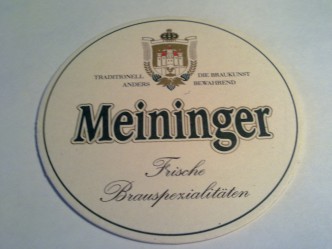 TRADITIONELL DIE BRAUKUNST
ANDERS BEWAHREND
Meininger
Frische
Brauspezialitäten